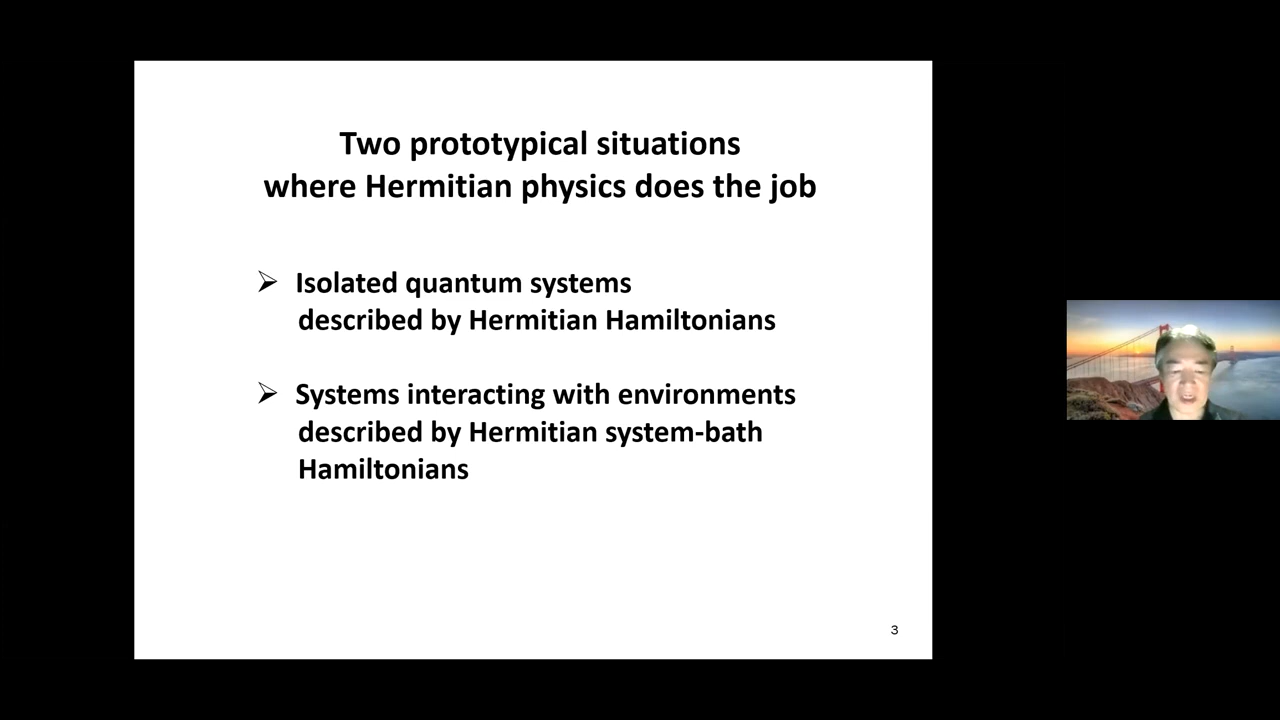 Two prototypical situations
where Hermitian physics does the job
➢ Isolated quantum systems
described by Hermitian Hamiltonians
➢ Systems interacting with environments
described by Hermitian system-bath
Hamiltonians
3